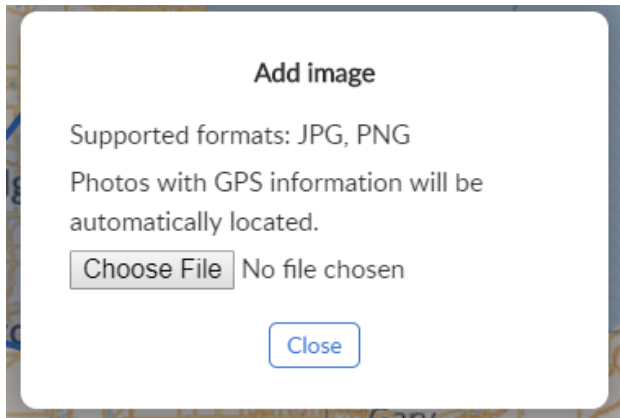 Add image
Supported formats: JPG, PNG
Photos with GPS information will be
automatically located.
Choose File No file chosen
Close